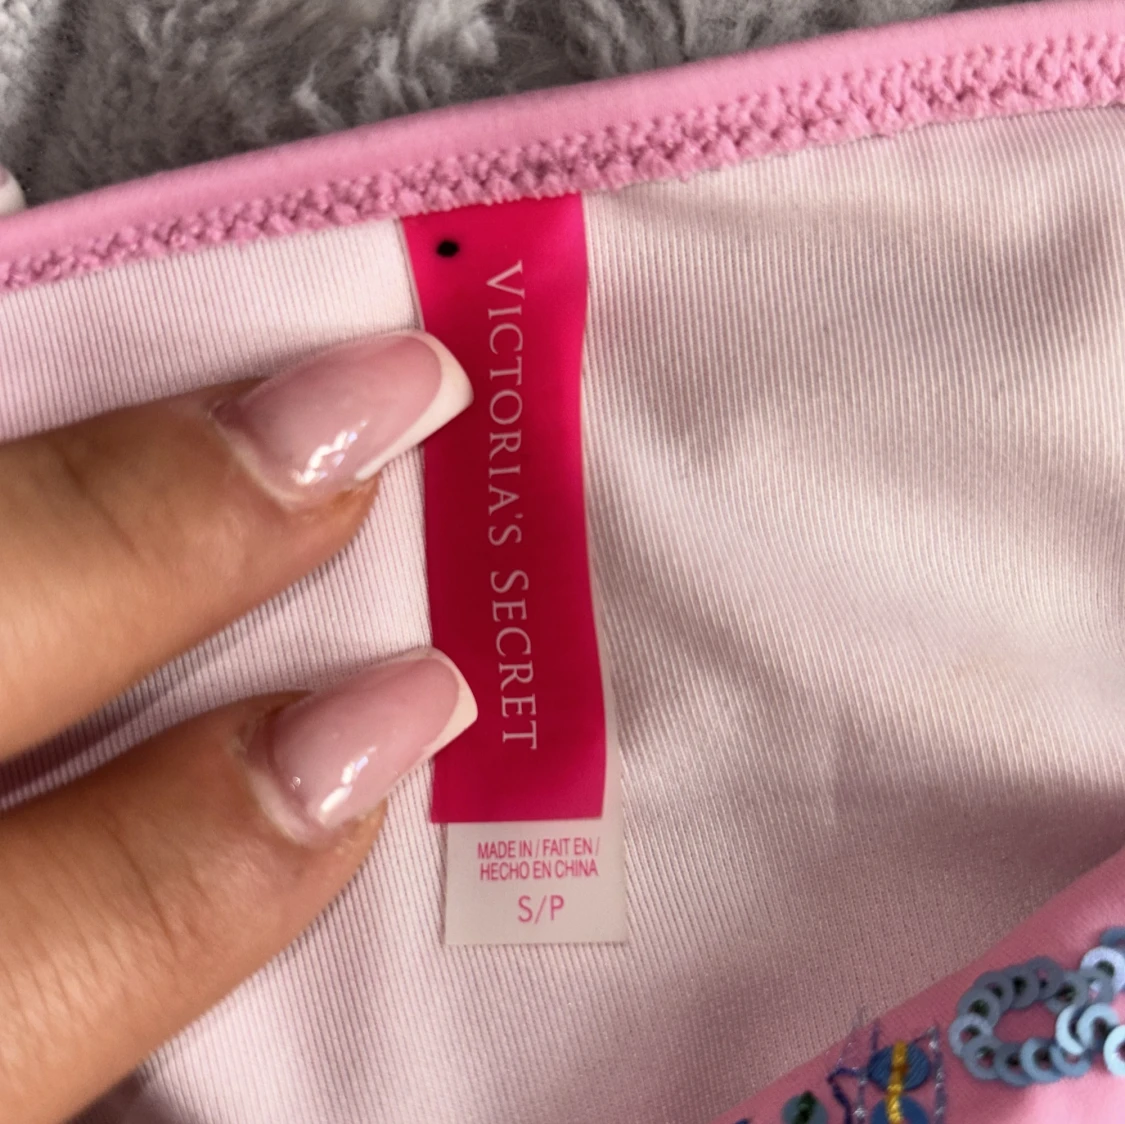 VICTORIA'S SECRET
MADE IN / FAIT EN /
HECHO EN CHINA
S/P